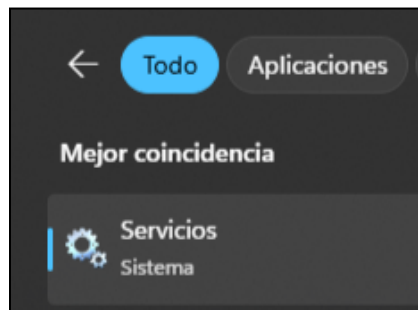 Todo Aplicaciones
Mejor coincidencia
Servicios
Sistema